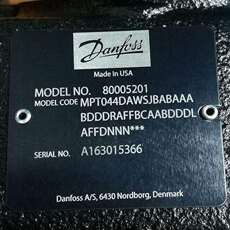 Danfoss
Made in USA
MODEL NO. 80005201
MODEL CODE MPT044DAWSJBABAAA
BDDDRAFFBCAABDDDL
AFFDNNN***
SERIAL NO. A163015366
Danfoss A/S, 6430 Nordborg, Denmark